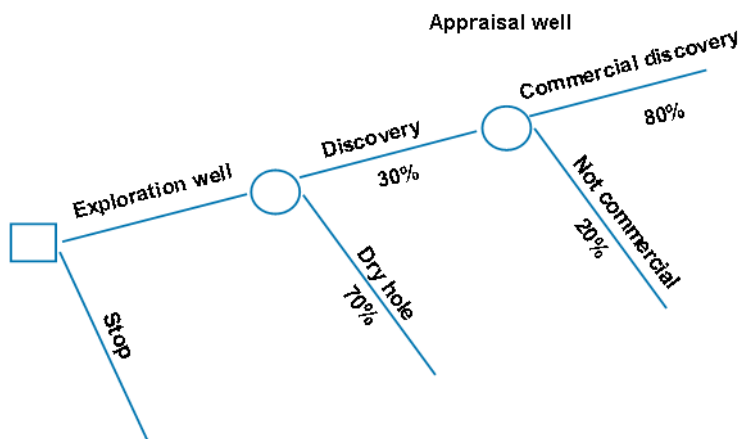 Appraisal well
Commercial discovery
80%
Discovery
30%
Not commercial
20%
Exploration well
Dry hole
70%
Stop